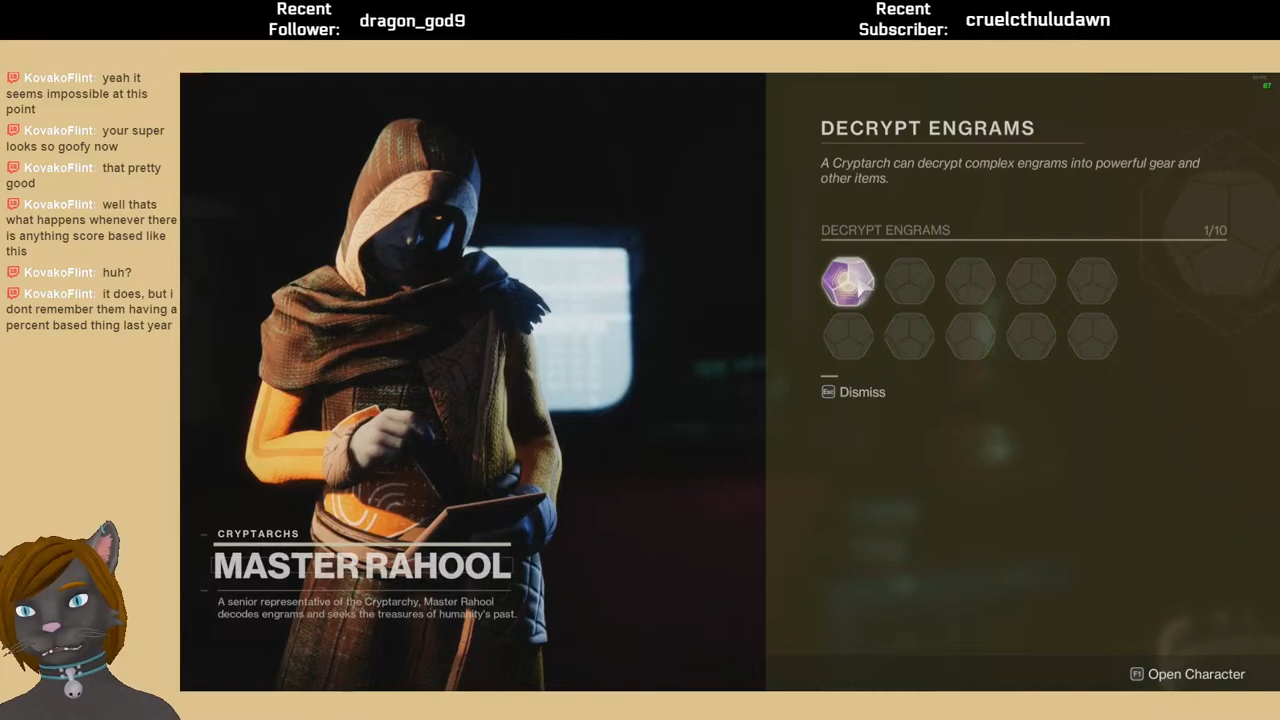 Recent
Follower:
dragon_god9
Recent
Subscriber:
cruelcthuludawn
KovakoFlint: yeah it
seems impossible at this
point
KovakoFlint: your super
looks so goofy now
KovakoFlint: that pretty
good
KovakoFlint: well thats
what happens whenever there
is anything score based like
this
KovakoFlint: huh?
KovakoFlint: it does, but i
dont remember them having a
percent based thing last year
87
DECRYPT ENGRAMS
A Cryptarch can decrypt complex engrams into powerful gear and
other items.
DECRYPT ENGRAMS 1/10
Esc Dismiss
CRYPTARCHS
MASTER RAHOOL
A senior representative of the Cryptarchy, Master Rahool
decodes engrams and seeks the treasures of humanity's past.
F1 Open Character